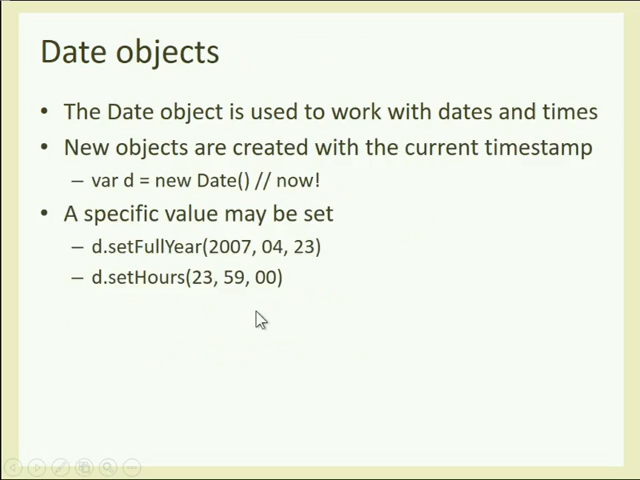 Date objects
• The Date object is used to work with dates and times
• New objects are created with the current timestamp
– var d = new Date() // now!
• A specific value may be set
– d.setFullYear(2007, 04, 23)
– d.setHours(23, 59, 00)